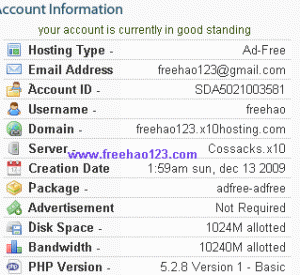 Account Information
your account is currently in good standing
Hosting Type - Ad-Free
Email Address freehao123@gmail.com
Account ID - SDA5021003581
Username - freehao
Domain - freehao123.x10hosting.com
Server - Cossacks.x10
www.freehao123.com
Creation Date 1:59am sun, dec 13 2009
Package - adfree-adfree
Advertisement Not Required
Disk Space - 1024M allotted
Bandwidth - 10240M allotted
PHP Version - 5.2.8 Version 1 - Basic